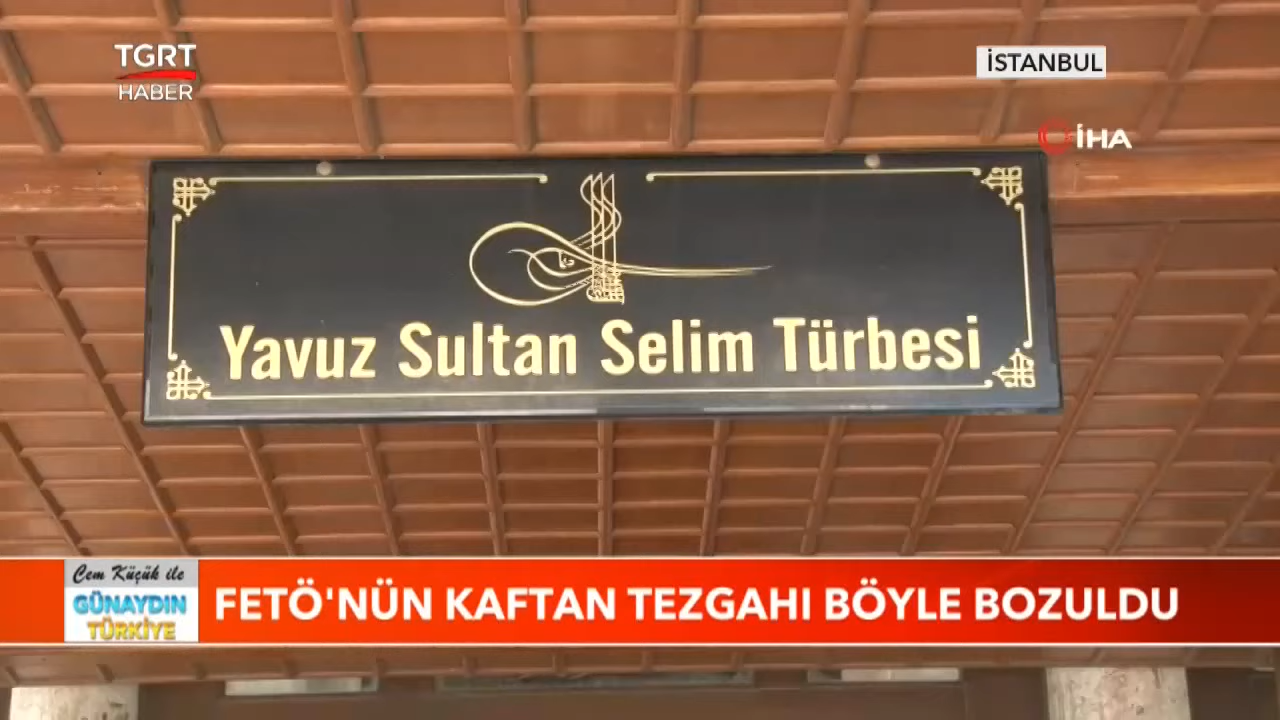 TGRT
HABER
İSTANBUL
İHA
Yavuz Sultan Selim Türbesi
Cem Küçük ile
GÜNAYDIN
TÜRKİYE
FETÖ'NÜN KAFTAN TEZGAHI BÖYLE BOZULDU